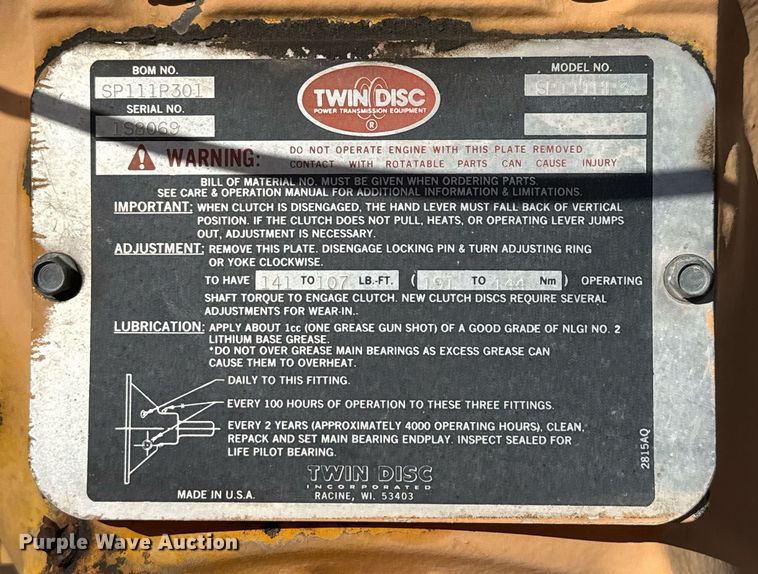 BOM NO.
SP111P301
SERIAL NO.
1S8069
TWIN DISC
POWER TRANSMISSION EQUIPMENT
®
MODEL NO.
WARNING:
DO NOT OPERATE ENGINE WITH THIS PLATE REMOVED
CONTACT WITH ROTATABLE PARTS CAN CAUSE INJURY
BILL OF MATERIAL NO. MUST BE GIVEN WHEN ORDERING PARTS.
SEE CARE & OPERATION MANUAL FOR ADDITIONAL INFORMATION & LIMITATIONS.
IMPORTANT: WHEN CLUTCH IS DISENGAGED, THE HAND LEVER MUST FALL BACK OF VERTICAL
POSITION. IF THE CLUTCH DOES NOT PULL, HEATS, OR OPERATING LEVER JUMPS
OUT, ADJUSTMENT IS NECESSARY.
ADJUSTMENT: REMOVE THIS PLATE. DISENGAGE LOCKING PIN & TURN ADJUSTING RING
OR YOKE CLOCKWISE.
TO HAVE 141 TO 107 LB.-FT. (191 TO 144 Nm) OPERATING
SHAFT TORQUE TO ENGAGE CLUTCH. NEW CLUTCH DISCS REQUIRE SEVERAL
ADJUSTMENTS FOR WEAR-IN..
LUBRICATION: APPLY ABOUT 1cc (ONE GREASE GUN SHOT) OF A GOOD GRADE OF NLGI NO. 2
LITHIUM BASE GREASE.
*DO NOT OVER GREASE MAIN BEARINGS AS EXCESS GREASE CAN
CAUSE THEM TO OVERHEAT.
DAILY TO THIS FITTING.
EVERY 100 HOURS OF OPERATION TO THESE THREE FITTINGS.
EVERY 2 YEARS (APPROXIMATELY 4000 OPERATING HOURS), CLEAN,
REPACK AND SET MAIN BEARING ENDPLAY. INSPECT SEALED FOR
LIFE PILOT BEARING.
2815AQ
TWIN DISC
INCORPORATED
RACINE, WI. 53403
MADE IN U.S.A.
Purple Wave Auction